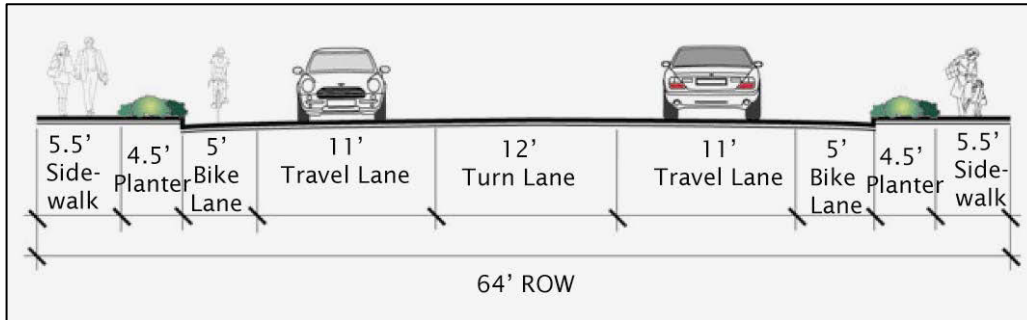 5.5’
Side-
walk
4.5’
Planter
5’
Bike
Lane
11’
Travel Lane
12’
Turn Lane
11’
Travel Lane
5’
Bike
Lane
4.5’
Planter
5.5’
Side-
walk
64’ ROW